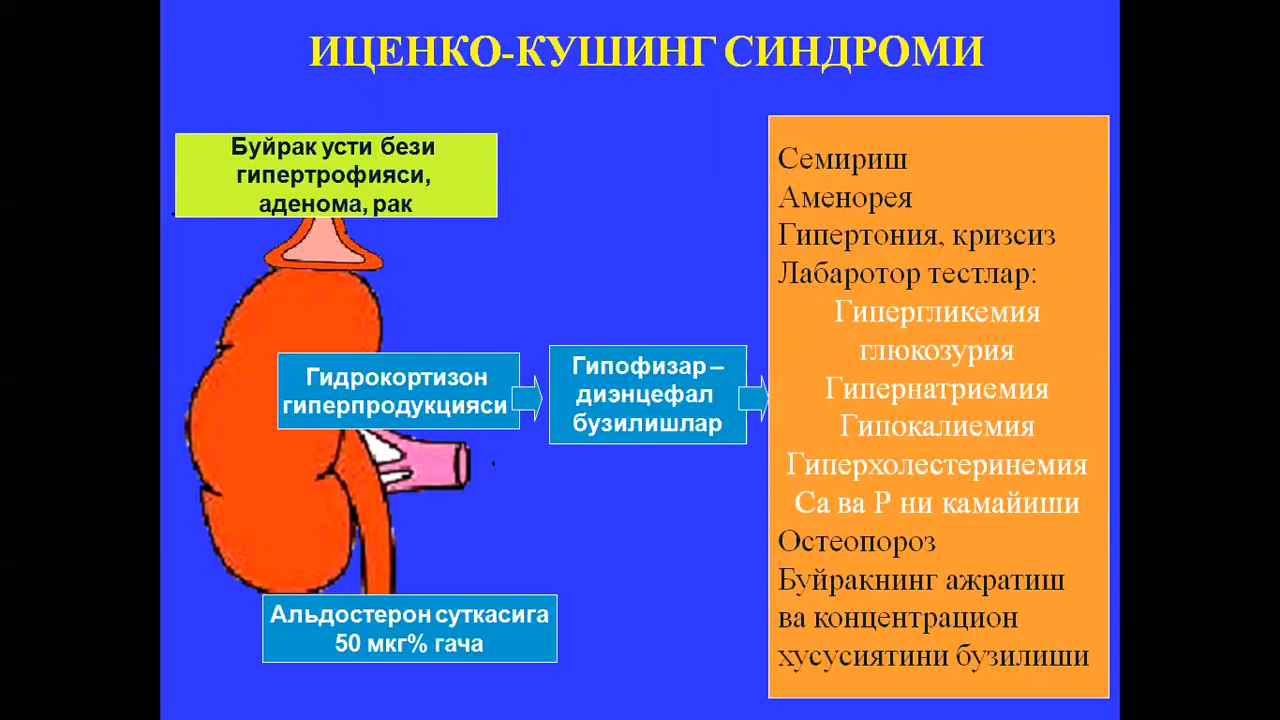 ИЦЕНКО-КУШИНГ СИНДРОМИ
Буйрак усти бези
гипертрофияси,
аденома, рак
Гидрокортизон
гиперпродукцияси
Гипофизар –
диэнцефал
бузилишлар
Альдостерон суткасига
50 мкг% гача
Семириш
Аменорея
Гипертония, кризсиз
Лабаротор тестлар:
Гипергликемия
глюкозурия
Гипернатриемия
Гипокалиемия
Гиперхолестеринемия
Са ва Р ни камайиши
Остеопороз
Буйракнинг ажратиш
ва концентрацион
хусусиятини бузилиши